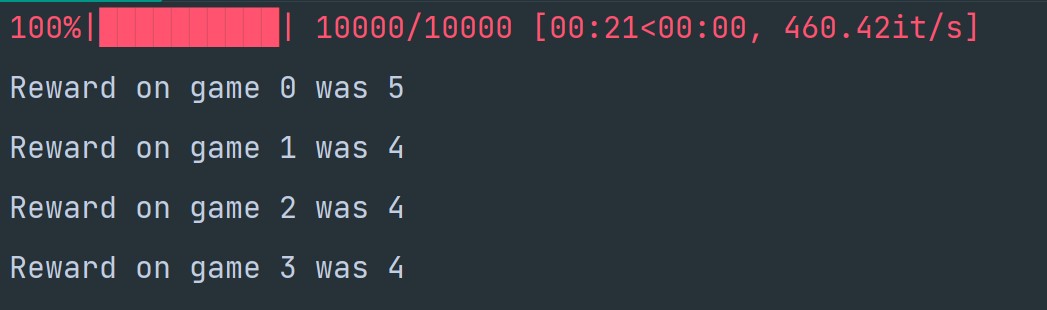 100%|██████████| 10000/10000 [00:21<00:00, 460.42it/s]
Reward on game 0 was 5
Reward on game 1 was 4
Reward on game 2 was 4
Reward on game 3 was 4